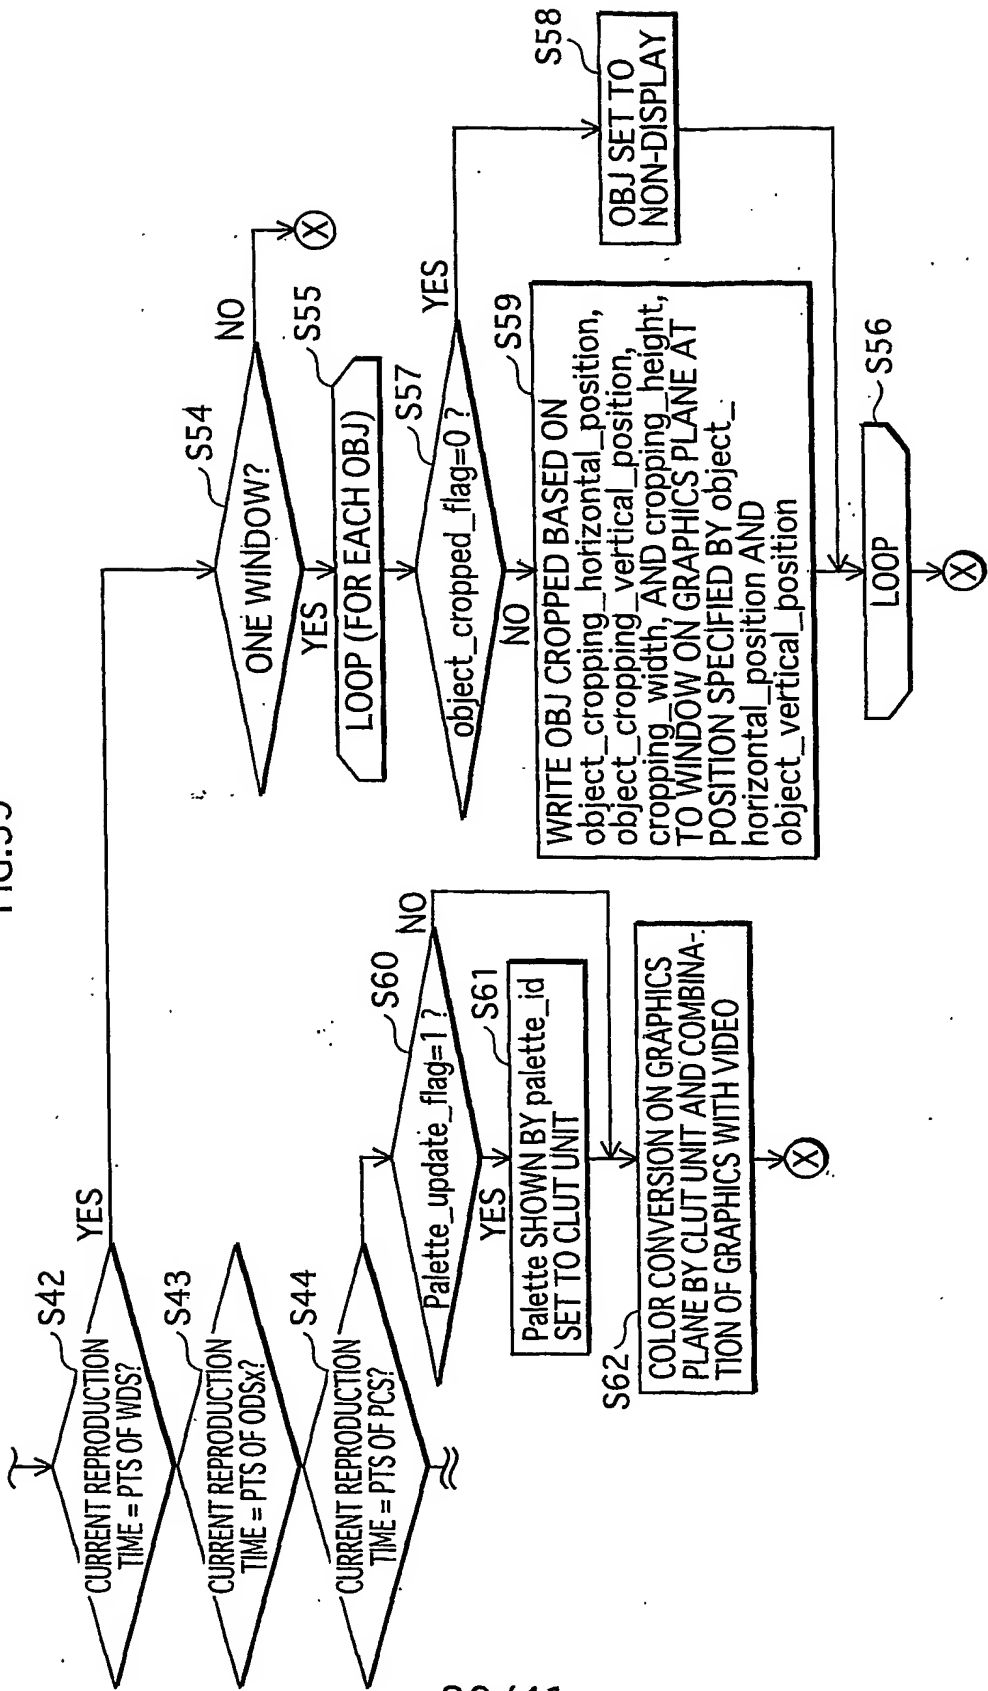 FIG.
S42
CURRENT REPRODUCTION
TIME = PTS OF WDS?
YES
S43
CURRENT REPRODUCTION
TIME = PTS OF ODSx?
S44
CURRENT REPRODUCTION
TIME = PTS OF PCS?
S54
ONE WINDOW?
NO
X
YES
S55
LOOP (FOR EACH OBJ)
S57
object_cropped_flag=0 ?
YES
NO
S58
OBJ SET TO
NON-DISPLAY
S59
WRITE OBJ CROPPED BASED ON
object_cropping_horizontal_position,
object_cropping_vertical_position,
cropping_width, AND cropping_height,
TO WINDOW ON GRAPHICS PLANE AT
POSITION SPECIFIED BY object_
horizontal_position AND
object_vertical_position
S56
LOOP
X
S60
Palette_update_flag=1 ?
NO
YES
S61
Palette SHOWN BY palette_id
SET TO CLUT UNIT
S62
COLOR CONVERSION ON GRAPHICS
PLANE BY CLUT UNIT AND COMBINA-
TION OF GRAPHICS WITH VIDEO
X